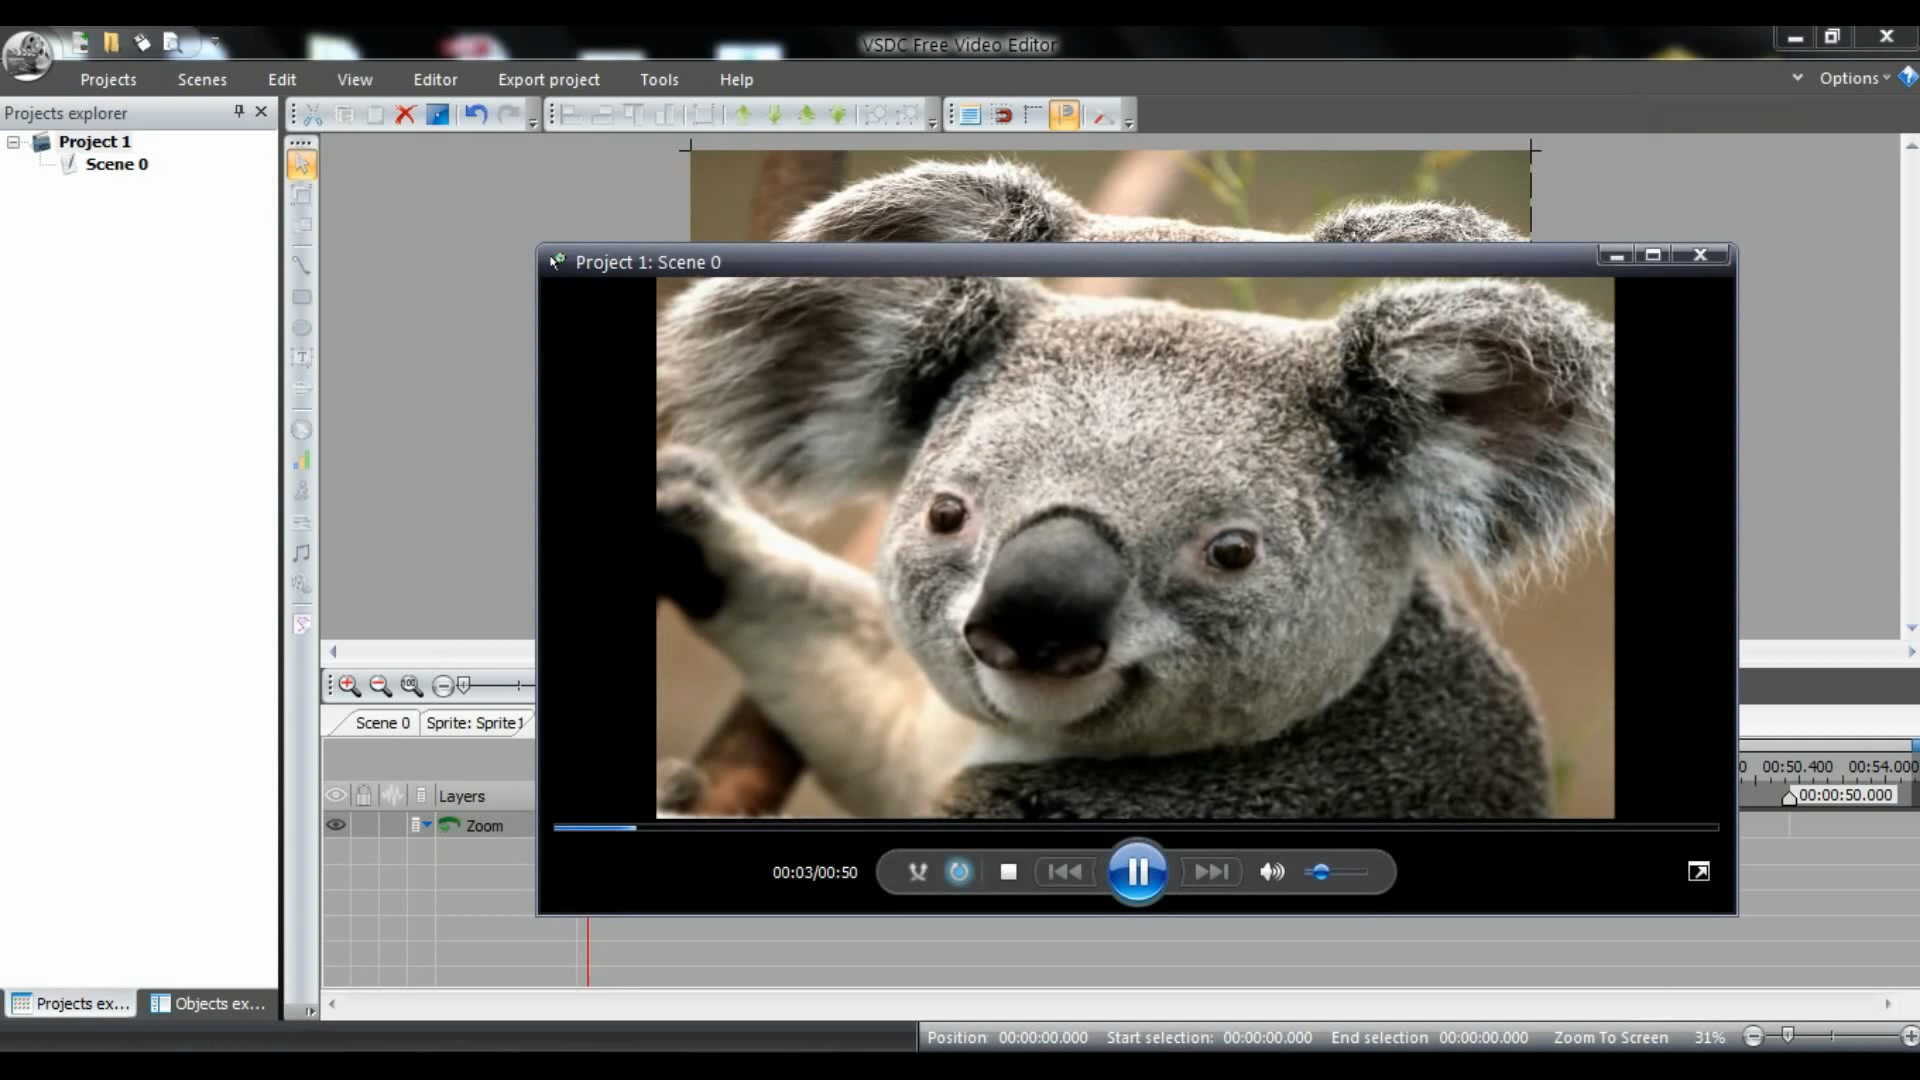 VSDC Free Video Editor
Projects Scenes Edit View Editor Export project Tools Help Options
Projects explorer
Project 1
Scene 0
Project 1: Scene 0
Scene 0 Sprite: Sprite1
Layers
Zoom
00:03/00:50
0 00:50.400 00:54.000
00:00:50.000
Projects ex... Objects ex...
Position 00:00:00.000 Start selection: 00:00:00.000 End selection 00:00:00.000 Zoom To Screen 31%